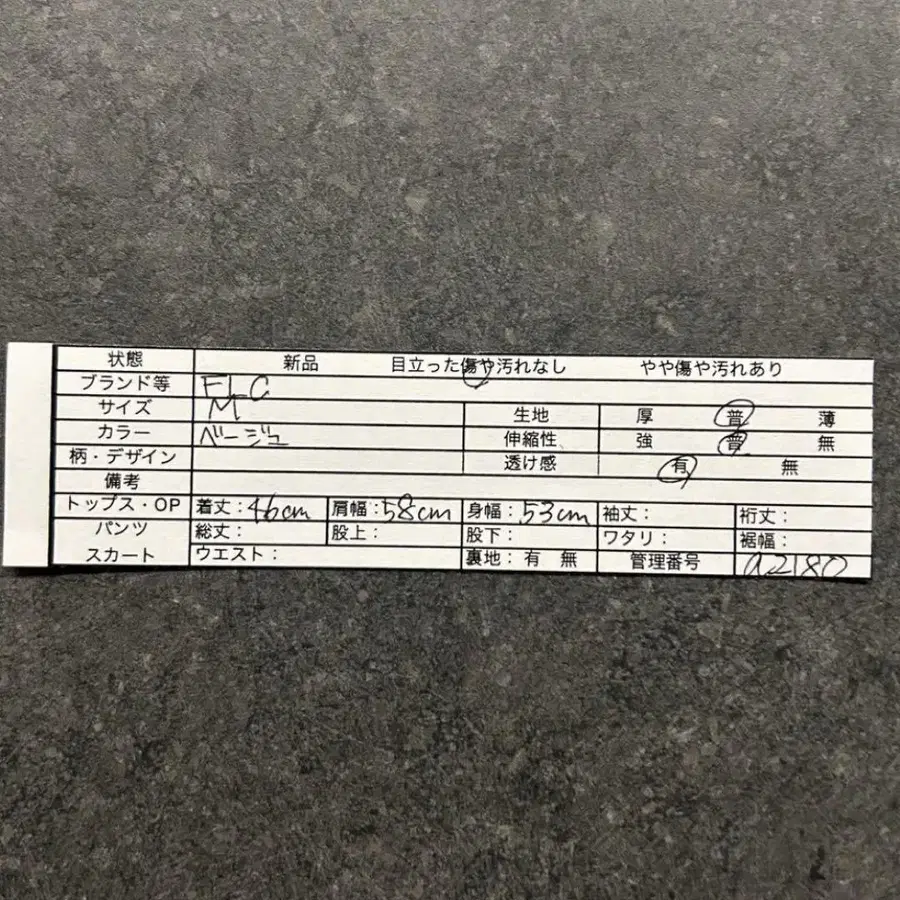 状態 新品 目立った傷や汚れなし やや傷や汚れあり
ブランド等 FLC
サイズ M 生地 厚 普 薄
カラー ベージュ 伸縮性 強 普 無
柄・デザイン 透け感 有 無
備考
トップス・OP 着丈:46cm 肩幅:58cm 身幅:53cm 袖丈: 裄丈:
パンツ 総丈: 股上: 股下: ワタリ: 裾幅:
スカート ウエスト: 裏地:有 無 管理番号 a2180